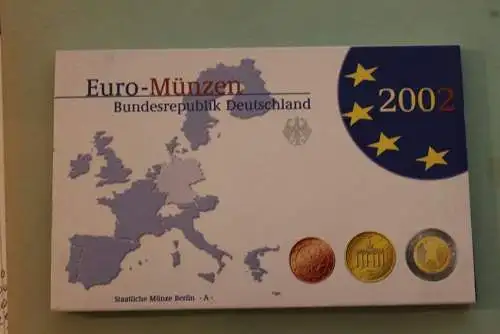 Euro-Münzen
Bundesrepublik Deutschland
2002
Staatliche Münze Berlin - A -